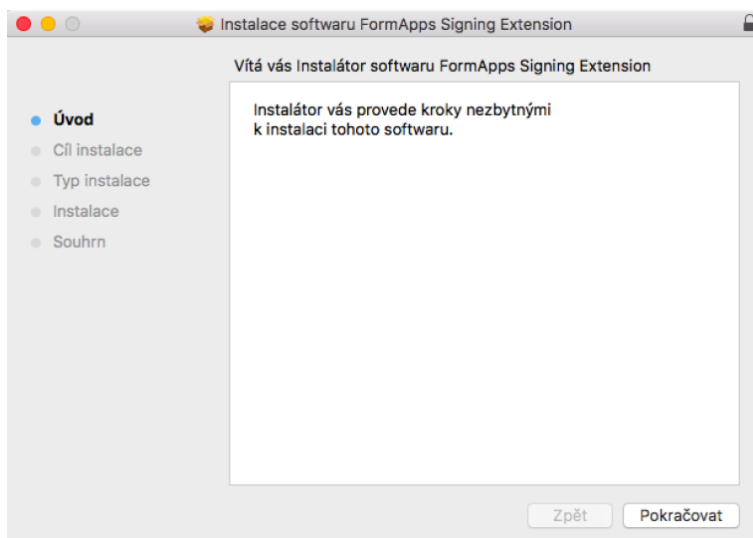 Instalace softwaru FormApps Signing Extension
Vítá vás Instalátor softwaru FormApps Signing Extension
Úvod
Cíl instalace
Typ instalace
Instalace
Souhrn
Instalátor vás provede kroky nezbytnými
k instalaci tohoto softwaru.
Zpět
Pokračovat